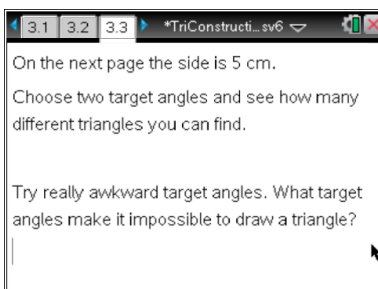 3.1 3.2 3.3 *TriConstructi...sv6
On the next page the side is 5 cm.
Choose two target angles and see how many
different triangles you can find.
Try really awkward target angles. What target
angles make it impossible to draw a triangle?